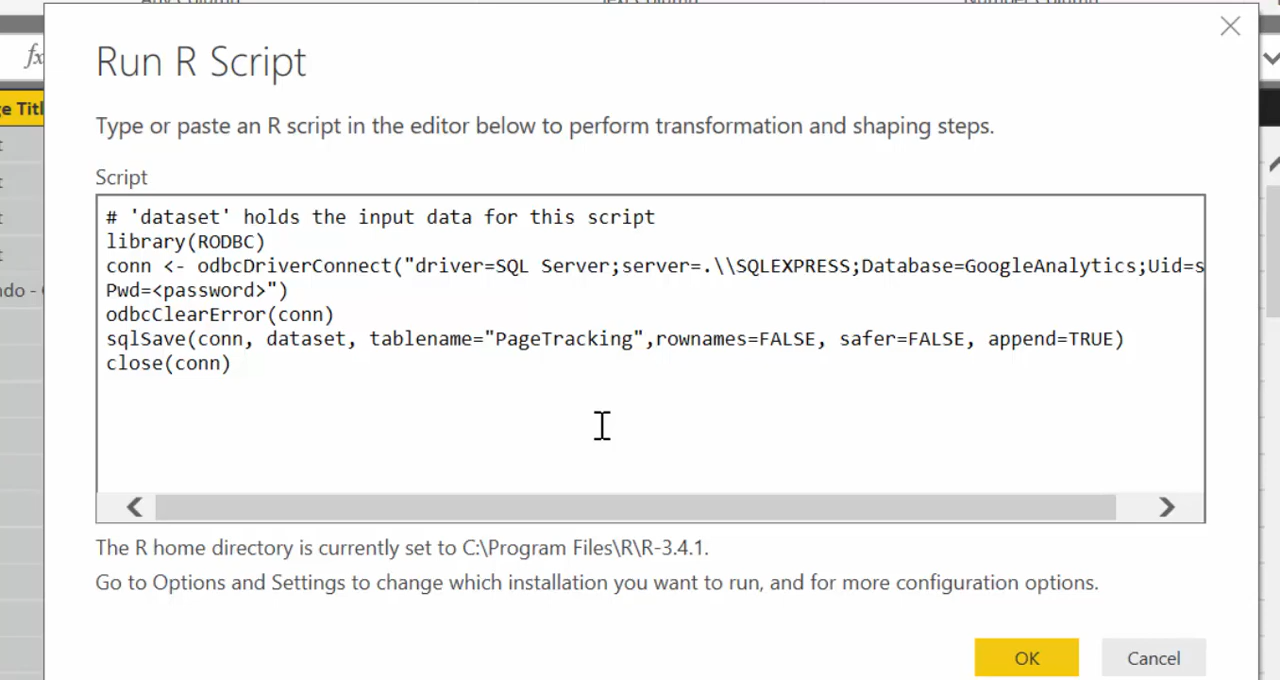 fx
Run R Script
Type or paste an R script in the editor below to perform transformation and shaping steps.
Script
# 'dataset' holds the input data for this script
library(RODBC)
conn <- odbcDriverConnect("driver=SQL Server;server=.\\SQLEXPRESS;Database=GoogleAnalytics;Uid=s
Pwd=<password>")
odbcClearError(conn)
sqlSave(conn, dataset, tablename="PageTracking",rownames=FALSE, safer=FALSE, append=TRUE)
close(conn)
The R home directory is currently set to C:\Program Files\R\R-3.4.1.
Go to Options and Settings to change which installation you want to run, and for more configuration options.
OK Cancel